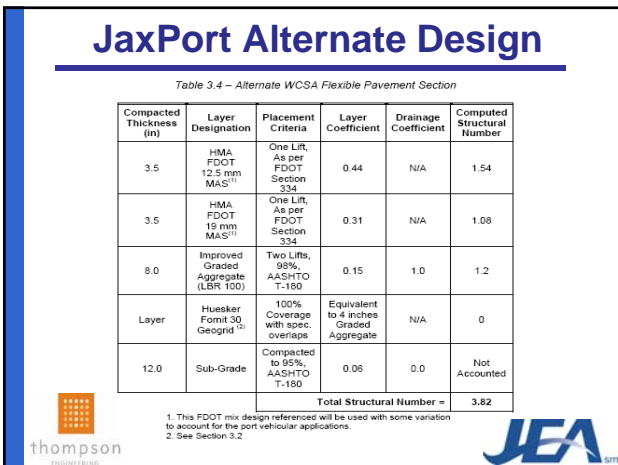 JaxPort Alternate Design
Table 3.4 – Alternate WCSA Flexible Pavement Section
Compacted Thickness (in) Layer Designation Placement Criteria Layer Coefficient Drainage Coefficient Computed Structural Number
3.5 HMA FDOT 12.5 mm MAS(1) One Lift, As per FDOT Section 334 0.44 N/A 1.54
3.5 HMA FDOT 19 mm MAS(1) One Lift, As per FDOT Section 334 0.31 N/A 1.08
8.0 Improved Graded Aggregate (LBR 100) Two Lifts, 98%, AASHTO T-180 0.15 1.0 1.2
Layer Huesker Fornit 30 Geogrid (2) 100% Coverage with spec. overlaps Equivalent to 4 inches Graded Aggregate N/A 0
12.0 Sub-Grade Compacted to 95%, AASHTO T-180 0.06 0.0 Not Accounted
Total Structural Number = 3.82
1. This FDOT mix design referenced will be used with some variation
to account for the port vehicular applications.
2. See Section 3.2
thompson
ENGINEERING
JEA sm